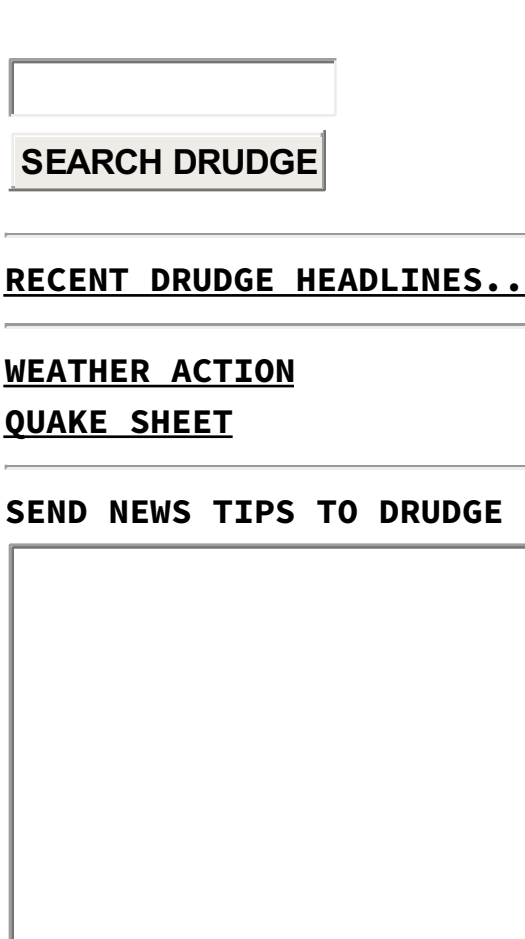 SEARCH DRUDGE
RECENT DRUDGE HEADLINES..
WEATHER ACTION
QUAKE SHEET
SEND NEWS TIPS TO DRUDGE